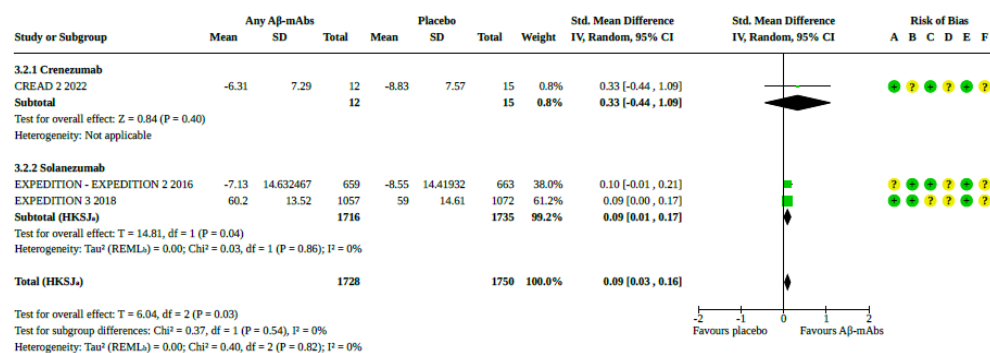 Any Aβ-mAbs Placebo Std. Mean Difference Std. Mean Difference Risk of Bias
Study or Subgroup Mean SD Total Mean SD Total Weight IV, Random, 95% CI IV, Random, 95% CI A B C D E F
3.2.1 Crenezumab
CREAD 2 2022 -6.31 7.29 12 -8.83 7.57 15 0.8% 0.33 [-0.44 , 1.09] + ? + ? + ?
Subtotal 12 15 0.8% 0.33 [-0.44 , 1.09]
Test for overall effect: Z = 0.84 (P = 0.40)
Heterogeneity: Not applicable
3.2.2 Solanezumab
EXPEDITION - EXPEDITION 2 2016 -7.13 14.632467 659 -8.55 14.41932 663 38.0% 0.10 [-0.01 , 0.21] ? + + ? + ?
EXPEDITION 3 2018 60.2 13.52 1057 59 14.61 1072 61.2% 0.09 [0.00 , 0.17] + + ? ? + ?
Subtotal (HKSJₐ) 1716 1735 99.2% 0.09 [0.01 , 0.17]
Test for overall effect: T = 14.81, df = 1 (P = 0.04)
Heterogeneity: Tau² (REMLb) = 0.00; Chi² = 0.03, df = 1 (P = 0.86); I² = 0%
Total (HKSJₐ) 1728 1750 100.0% 0.09 [0.03 , 0.16]
Test for overall effect: T = 6.04, df = 2 (P = 0.03)
Test for subgroup differences: Chi² = 0.37, df = 1 (P = 0.54), I² = 0%
Heterogeneity: Tau² (REMLb) = 0.00; Chi² = 0.40, df = 2 (P = 0.82); I² = 0%
-2 -1 0 1 2
Favours placebo Favours Aβ-mAbs